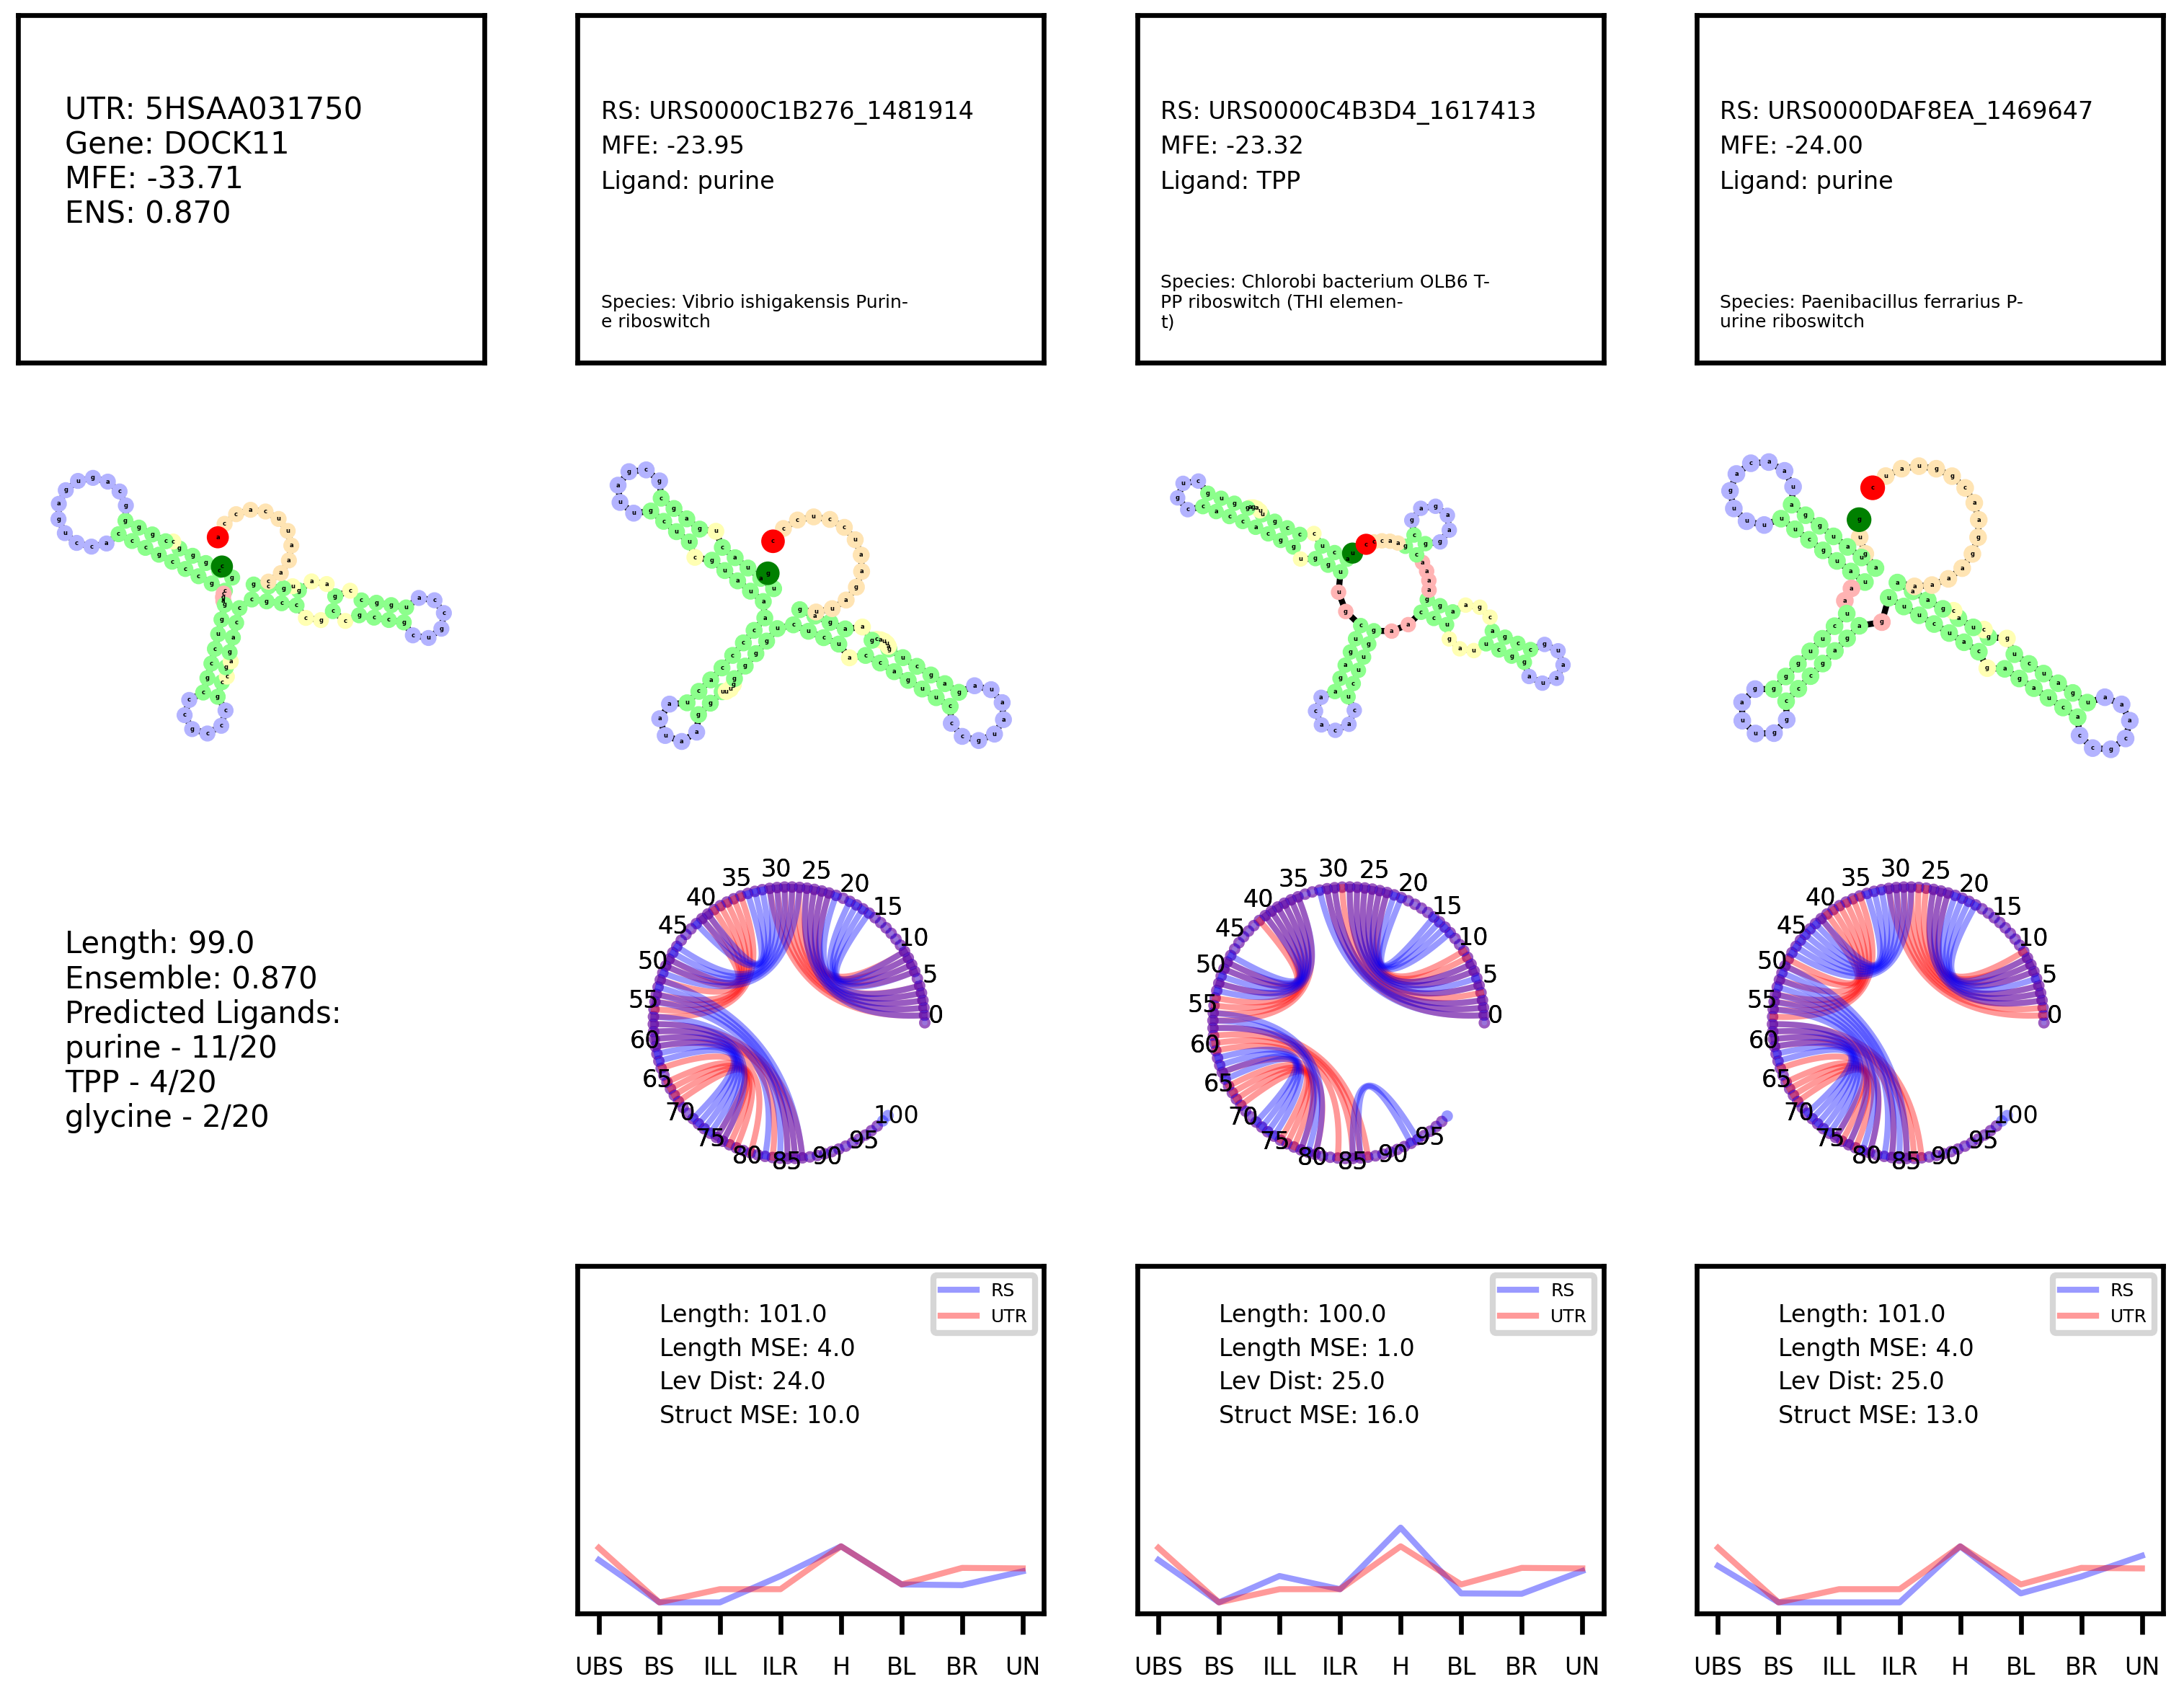 UTR: 5HSAA031750
Gene: DOCK11
MFE: -33.71
ENS: 0.870
RS: URS0000C1B276_1481914
MFE: -23.95
Ligand: purine
Species: Vibrio ishigakensis Purin-
e riboswitch
RS: URS0000C4B3D4_1617413
MFE: -23.32
Ligand: TPP
Species: Chlorobi bacterium OLB6 T-
PP riboswitch (THI elemen-
t)
RS: URS0000DAF8EA_1469647
MFE: -24.00
Ligand: purine
Species: Paenibacillus ferrarius P-
urine riboswitch
Length: 99.0
Ensemble: 0.870
Predicted Ligands:
purine - 11/20
TPP - 4/20
glycine - 2/20
0 5 10 15 20 25 30 35 40 45 50 55 60 65 70 75 80 85 90 95 100
0 5 10 15 20 25 30 35 40 45 50 55 60 65 70 75 80 85 90 95
0 5 10 15 20 25 30 35 40 45 50 55 60 65 70 75 80 85 90 95 100
RS
UTR
Length: 101.0
Length MSE: 4.0
Lev Dist: 24.0
Struct MSE: 10.0
UBS BS ILL ILR H BL BR UN
RS
UTR
Length: 100.0
Length MSE: 1.0
Lev Dist: 25.0
Struct MSE: 16.0
UBS BS ILL ILR H BL BR UN
RS
UTR
Length: 101.0
Length MSE: 4.0
Lev Dist: 25.0
Struct MSE: 13.0
UBS BS ILL ILR H BL BR UN